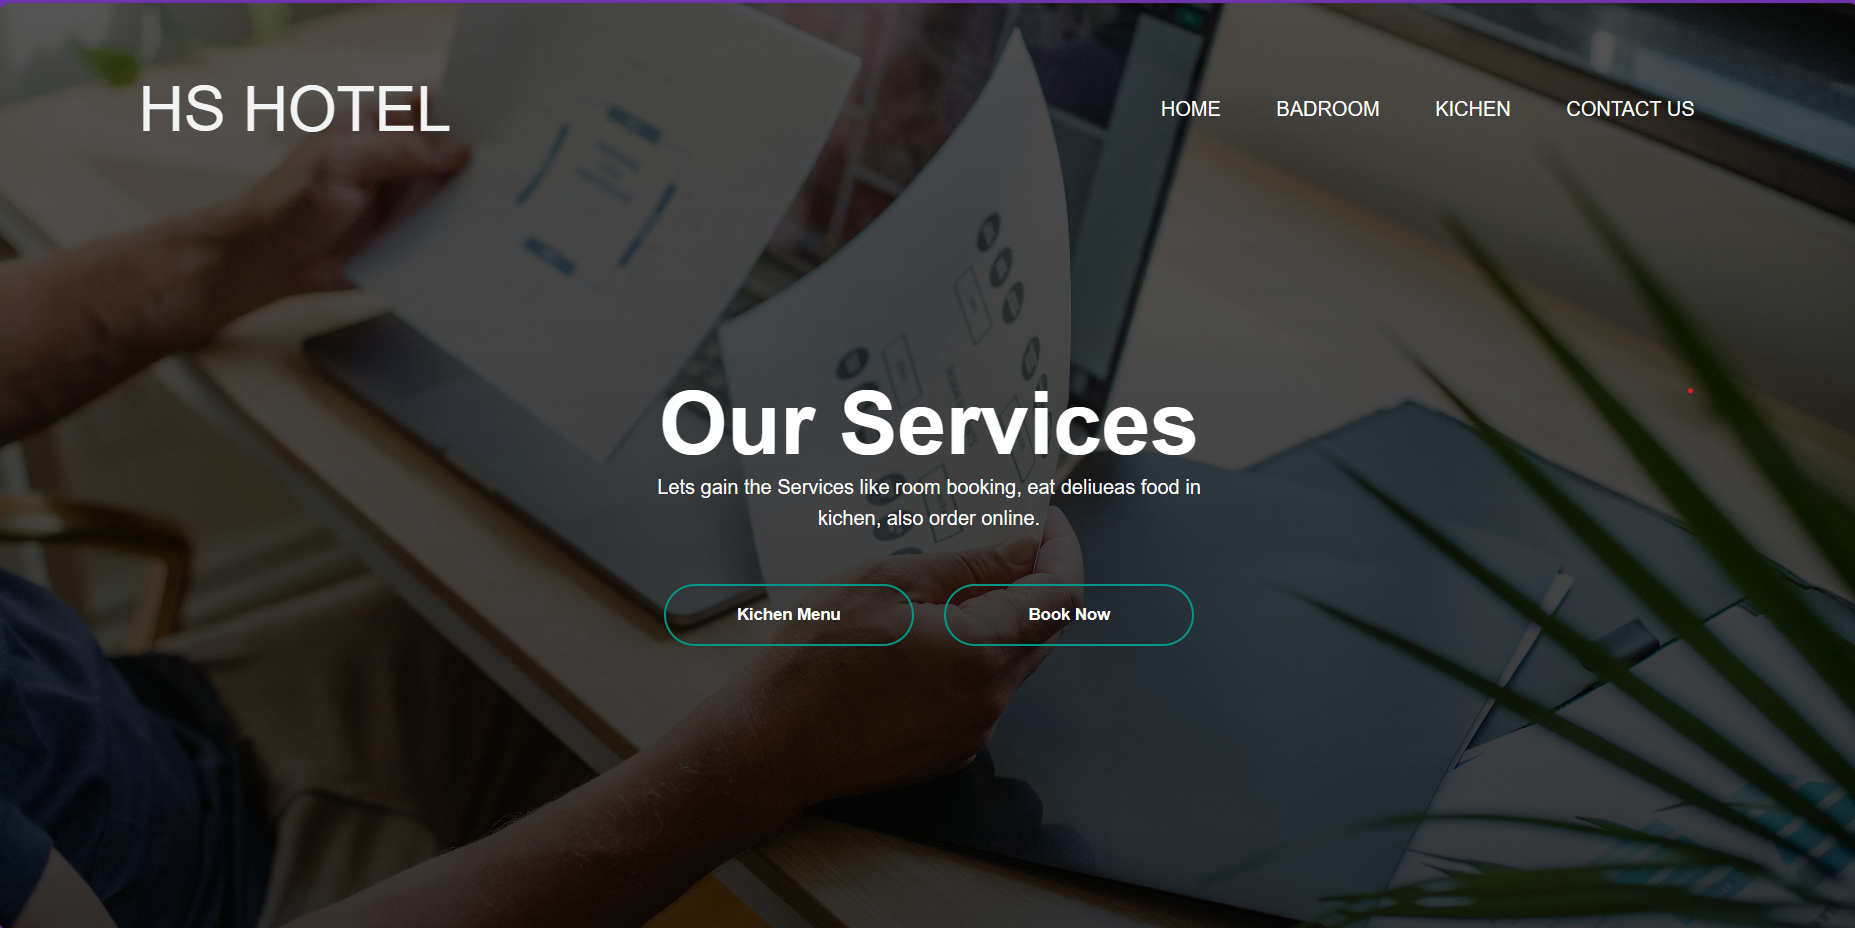 HS HOTEL
HOME BADROOM KICHEN CONTACT US
Our Services
Lets gain the Services like room booking, eat deliueas food in
kichen, also order online.
Kichen Menu Book Now